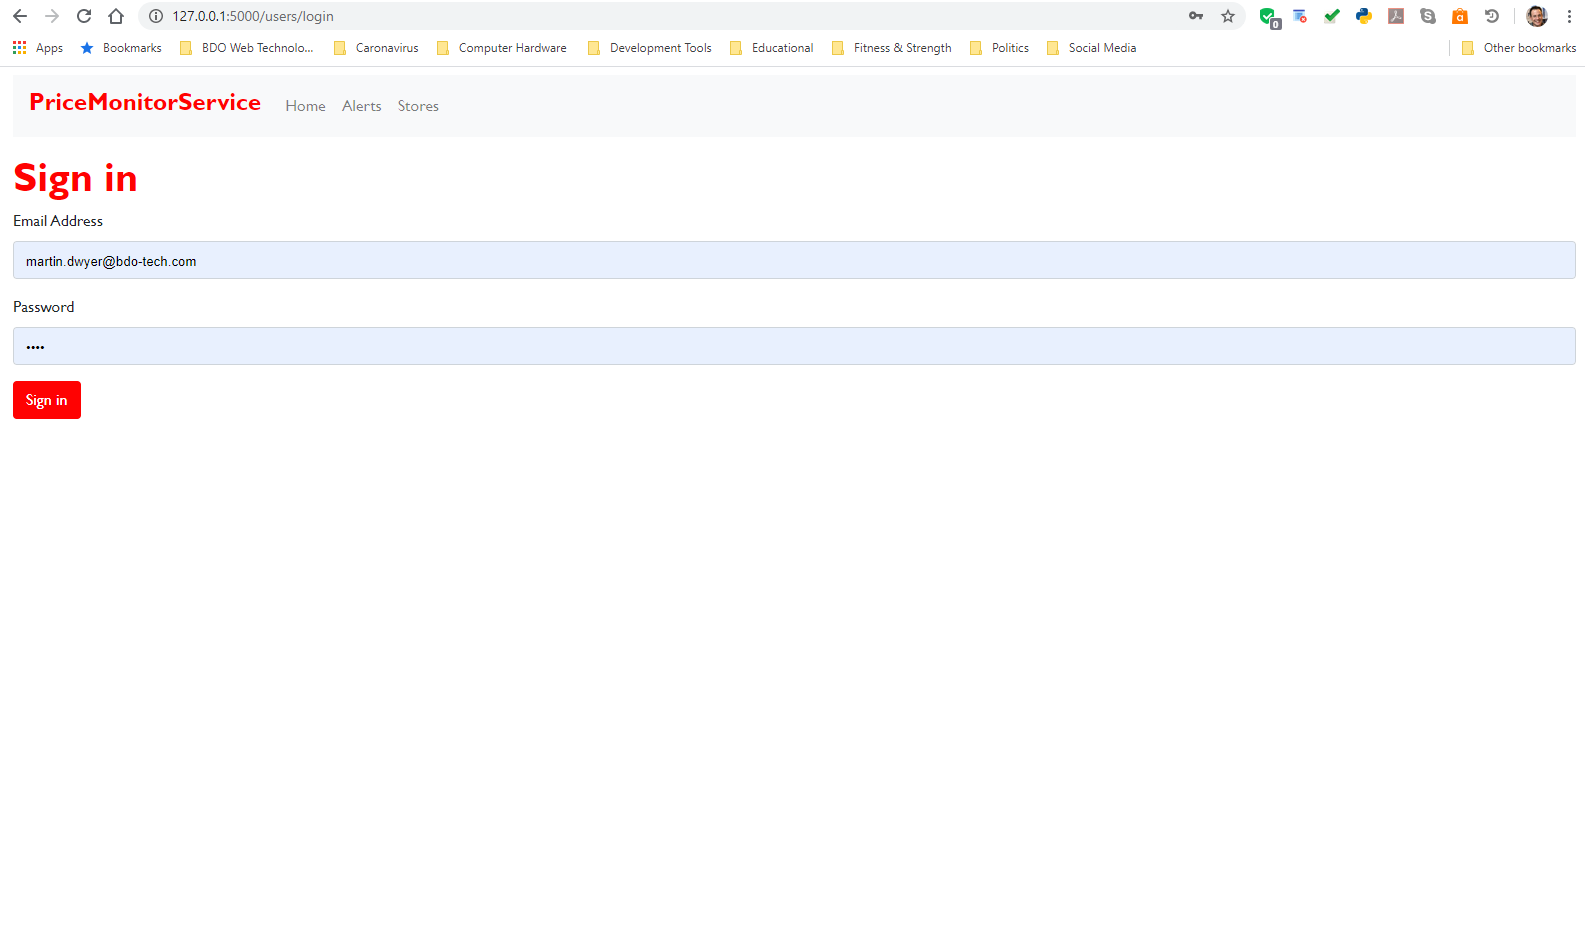 127.0.0.1:5000/users/login
0
Apps Bookmarks BDO Web Technolo... Caronavirus Computer Hardware Development Tools Educational Fitness & Strength Politics Social Media Other bookmarks
PriceMonitorService Home Alerts Stores
Sign in
Email Address
martin.dwyer@bdo-tech.com
Password
••••
Sign in